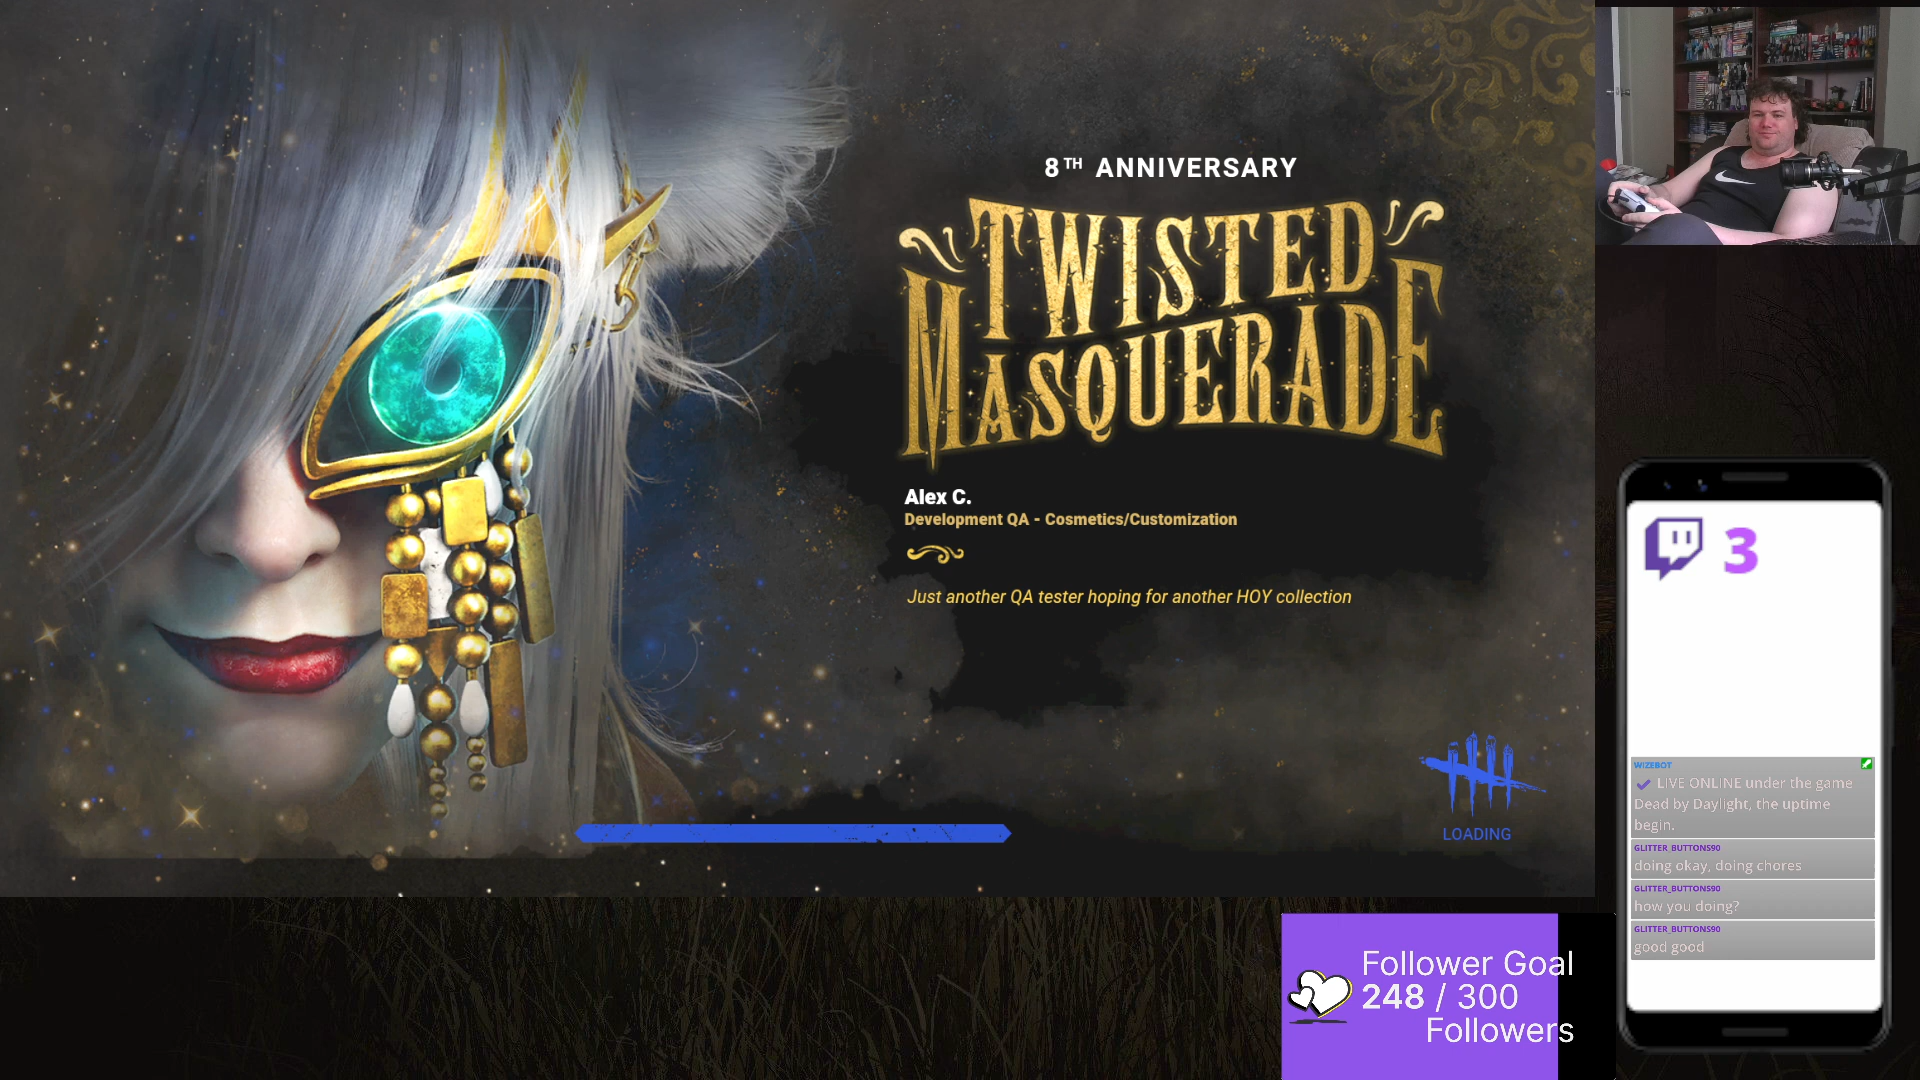 8TH ANNIVERSARY
TWISTED
MASQUERADE
Alex C.
Development QA - Cosmetics/Customization
Just another QA tester hoping for another HOY collection
LOADING
3
WIZEBOT
LIVE ONLINE under the game
Dead by Daylight, the uptime
begin.
GLITTER_BUTTONS90
doing okay, doing chores
GLITTER_BUTTONS90
how you doing?
GLITTER_BUTTONS90
good good
Follower Goal
248 / 300
Followers